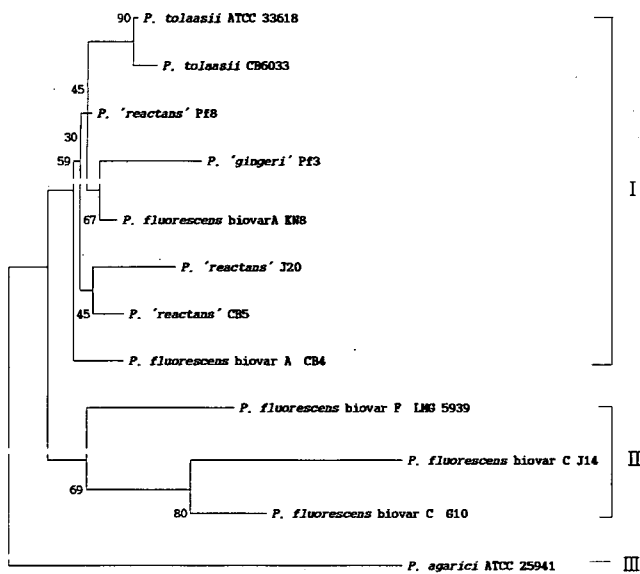 90 P. tolaasii ATCC 33618
P. tolaasii CB6033
45
P. 'reactans' Pf8
30
59 P. 'gingeri' Pf3
I
67 P. fluorescens biovarA KN8
P. 'reactans' J20
45 P. 'reactans' CB5
P. fluorescens biovar A CB4
P. fluorescens biovar F LMG 5939
P. fluorescens biovar C J14
II
69
80 P. fluorescens biovar C G10
P. agarici ATCC 25941
III